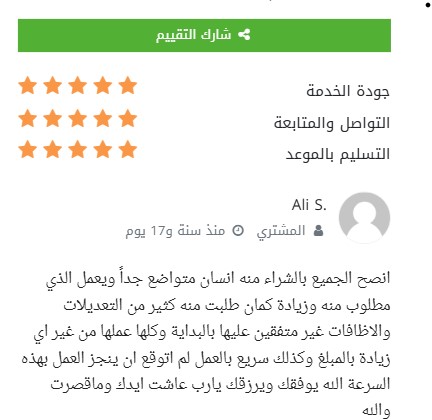 شارك التقييم
جودة الخدمة
التواصل والمتابعة
التسليم بالموعد
Ali S.
المشتري منذ سنة و17 يوم
انصح الجميع بالشراء منه انسان متواضع جداً ويعمل الذي
مطلوب منه وزيادة كمان طلبت منه كثير من التعديلات
والاظافات غير متفقين عليها بالبداية وكلها عملها من غير اي
زيادة بالمبلغ وكذلك سريع بالعمل لم اتوقع ان ينجز العمل بهذه
السرعة الله يوفقك ويرزقك يارب عاشت ايدك وماقصرت
والله